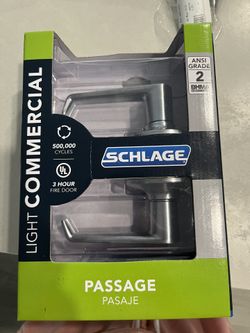 LIGHT COMMERCIAL
ANSI
GRADE
2
BHMA
500,000
CYCLES
UL
3 HOUR
FIRE DOOR
SCHLAGE
PASSAGE
PASAJE